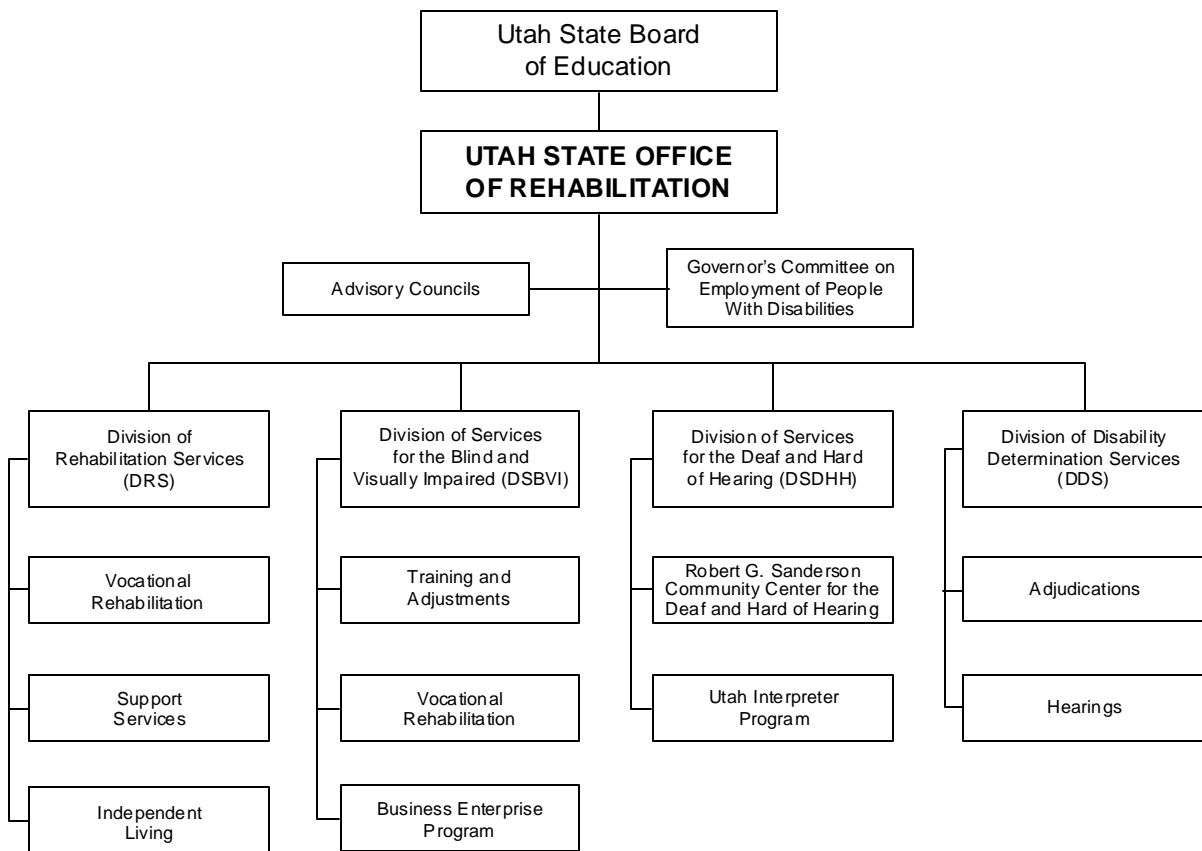 Utah State Board
of Education
UTAH STATE OFFICE
OF REHABILITATION
Advisory Councils
Governor’s Committee on
Employment of People
With Disabilities
Division of
Rehabilitation Services
(DRS)
Vocational
Rehabilitation
Support
Services
Independent
Living
Division of Services
for the Blind and
Visually Impaired (DSBVI)
Training and
Adjustments
Vocational
Rehabilitation
Business Enterprise
Program
Division of Services
for the Deaf and Hard
of Hearing (DSDHH)
Robert G. Sanderson
Community Center for the
Deaf and Hard of Hearing
Utah Interpreter
Program
Division of Disability
Determination Services
(DDS)
Adjudications
Hearings